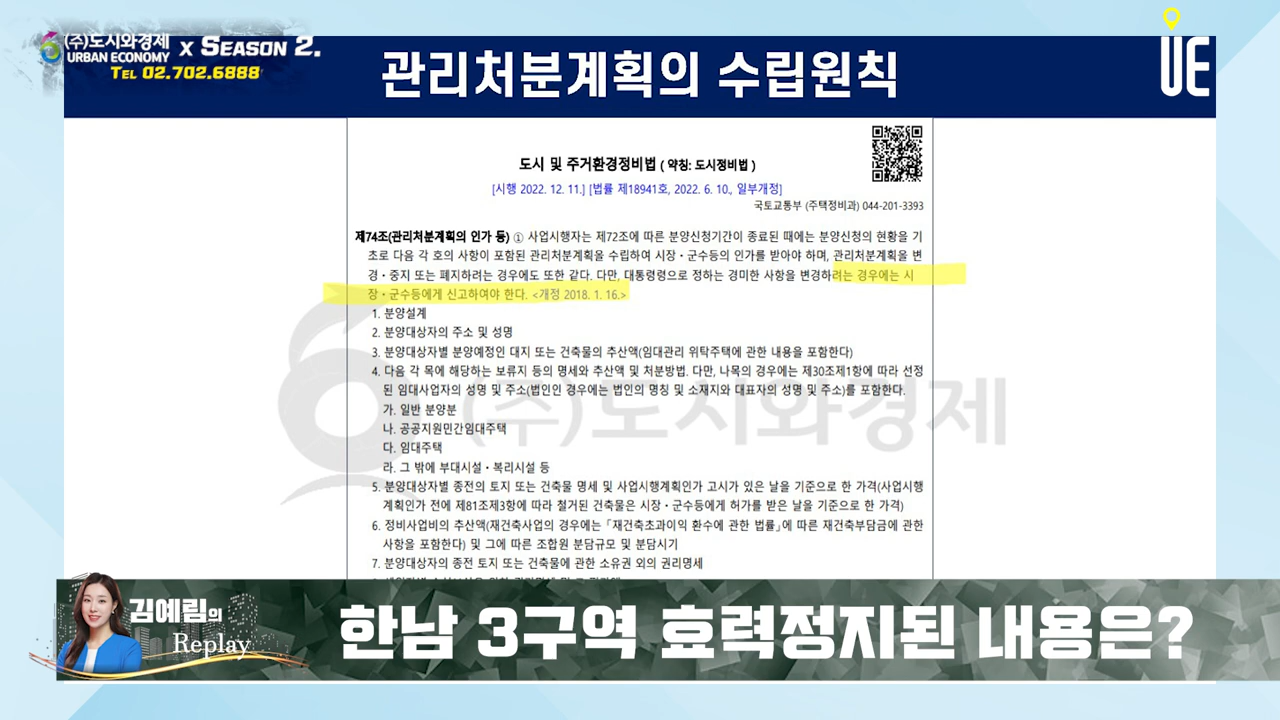 (주)도시와경제
URBAN ECONOMY
X SEASON 2.
TEL 02.702.6888
관리처분계획의 수립원칙
UE
도시 및 주거환경정비법 ( 약칭: 도시정비법 )
[시행 2022. 12. 11.] [법률 제18941호, 2022. 6. 10., 일부개정]
국토교통부 (주택정비과) 044-201-3393
제74조(관리처분계획의 인가 등) ① 사업시행자는 제72조에 따른 분양신청기간이 종료된 때에는 분양신청의 현황을 기
초로 다음 각 호의 사항이 포함된 관리처분계획을 수립하여 시장ㆍ군수등의 인가를 받아야 하며, 관리처분계획을 변
경ㆍ중지 또는 폐지하려는 경우에도 또한 같다. 다만, 대통령령으로 정하는 경미한 사항을 변경하려는 경우에는 시
장ㆍ군수등에게 신고하여야 한다. <개정 2018. 1. 16.>
1. 분양설계
2. 분양대상자의 주소 및 성명
3. 분양대상자별 분양예정인 대지 또는 건축물의 추산액(임대관리 위탁주택에 관한 내용을 포함한다)
4. 다음 각 목에 해당하는 보류지 등의 명세와 추산액 및 처분방법. 다만, 나목의 경우에는 제30조제1항에 따라 선정
된 임대사업자의 성명 및 주소(법인인 경우에는 법인의 명칭 및 소재지와 대표자의 성명 및 주소)를 포함한다.
가. 일반 분양분
나. 공공지원민간임대주택
다. 임대주택
라. 그 밖에 부대시설ㆍ복리시설 등
(주)도시와경제
5. 분양대상자별 종전의 토지 또는 건축물 명세 및 사업시행계획인가 고시가 있은 날을 기준으로 한 가격(사업시행
계획인가 전에 제81조제3항에 따라 철거된 건축물은 시장ㆍ군수등에게 허가를 받은 날을 기준으로 한 가격)
6. 정비사업비의 추산액(재건축사업의 경우에는 「재건축초과이익 환수에 관한 법률」에 따른 재건축부담금에 관한
사항을 포함한다) 및 그에 따른 조합원 분담규모 및 분담시기
7. 분양대상자의 종전 토지 또는 건축물에 관한 소유권 외의 권리명세
김예림의
Replay
한남 3구역 효력정지된 내용은?